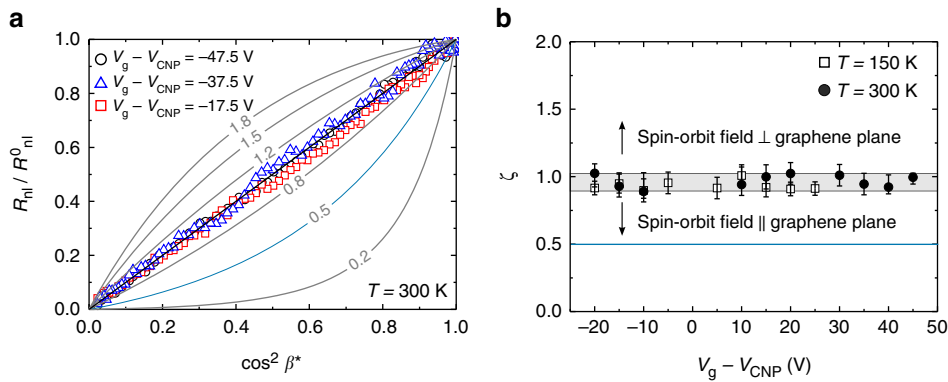 a
R_nl / R^0_nl
1.0
0.8
0.6
0.4
0.2
0.0
V_g – V_CNP = –47.5 V
V_g – V_CNP = –37.5 V
V_g – V_CNP = –17.5 V
1.8
1.5
1.2
0.8
0.5
0.2
T = 300 K
0.0 0.2 0.4 0.6 0.8 1.0
cos² β*
b
ζ
2.0
1.5
1.0
0.5
0.0
T = 150 K
T = 300 K
Spin-orbit field ⊥ graphene plane
Spin-orbit field || graphene plane
–20 –10 0 10 20 30 40 50
V_g – V_CNP (V)